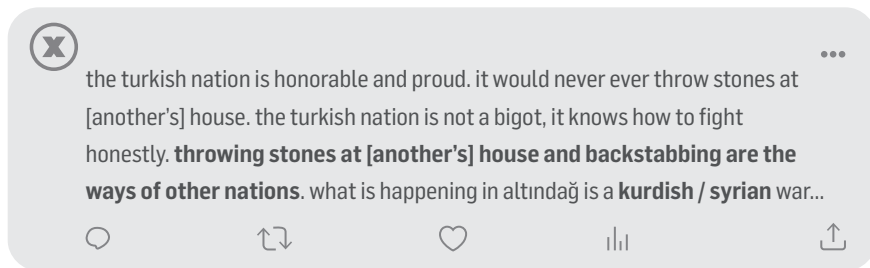 the turkish nation is honorable and proud. it would never ever throw stones at
[another's] house. the turkish nation is not a bigot, it knows how to fight
honestly. throwing stones at [another's] house and backstabbing are the
ways of other nations. what is happening in altındağ is a kurdish / syrian war...